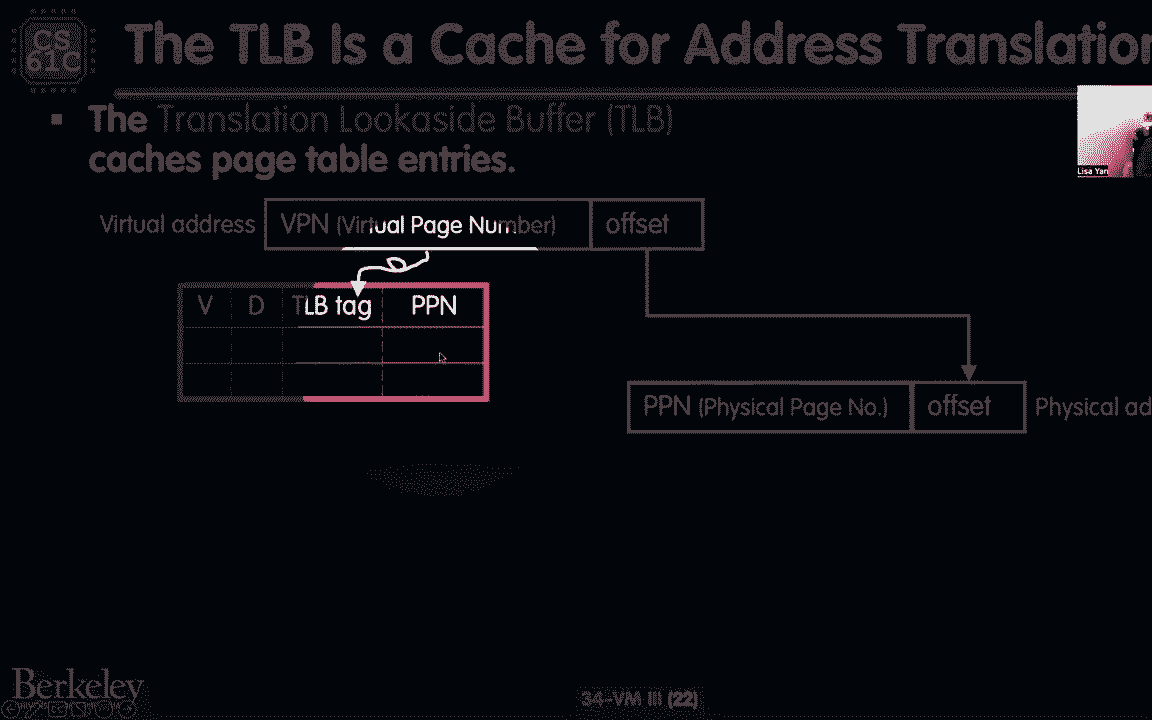 CS
61C
The TLB Is a Cache for Address Translation
▪ The Translation Lookaside Buffer (TLB)
caches page table entries.
Lisa Yan
Virtual address VPN (Virtual Page Number) offset
V D TLB tag PPN
PPN (Physical Page No.) offset Physical ad
Berkeley
34-VM III (22)